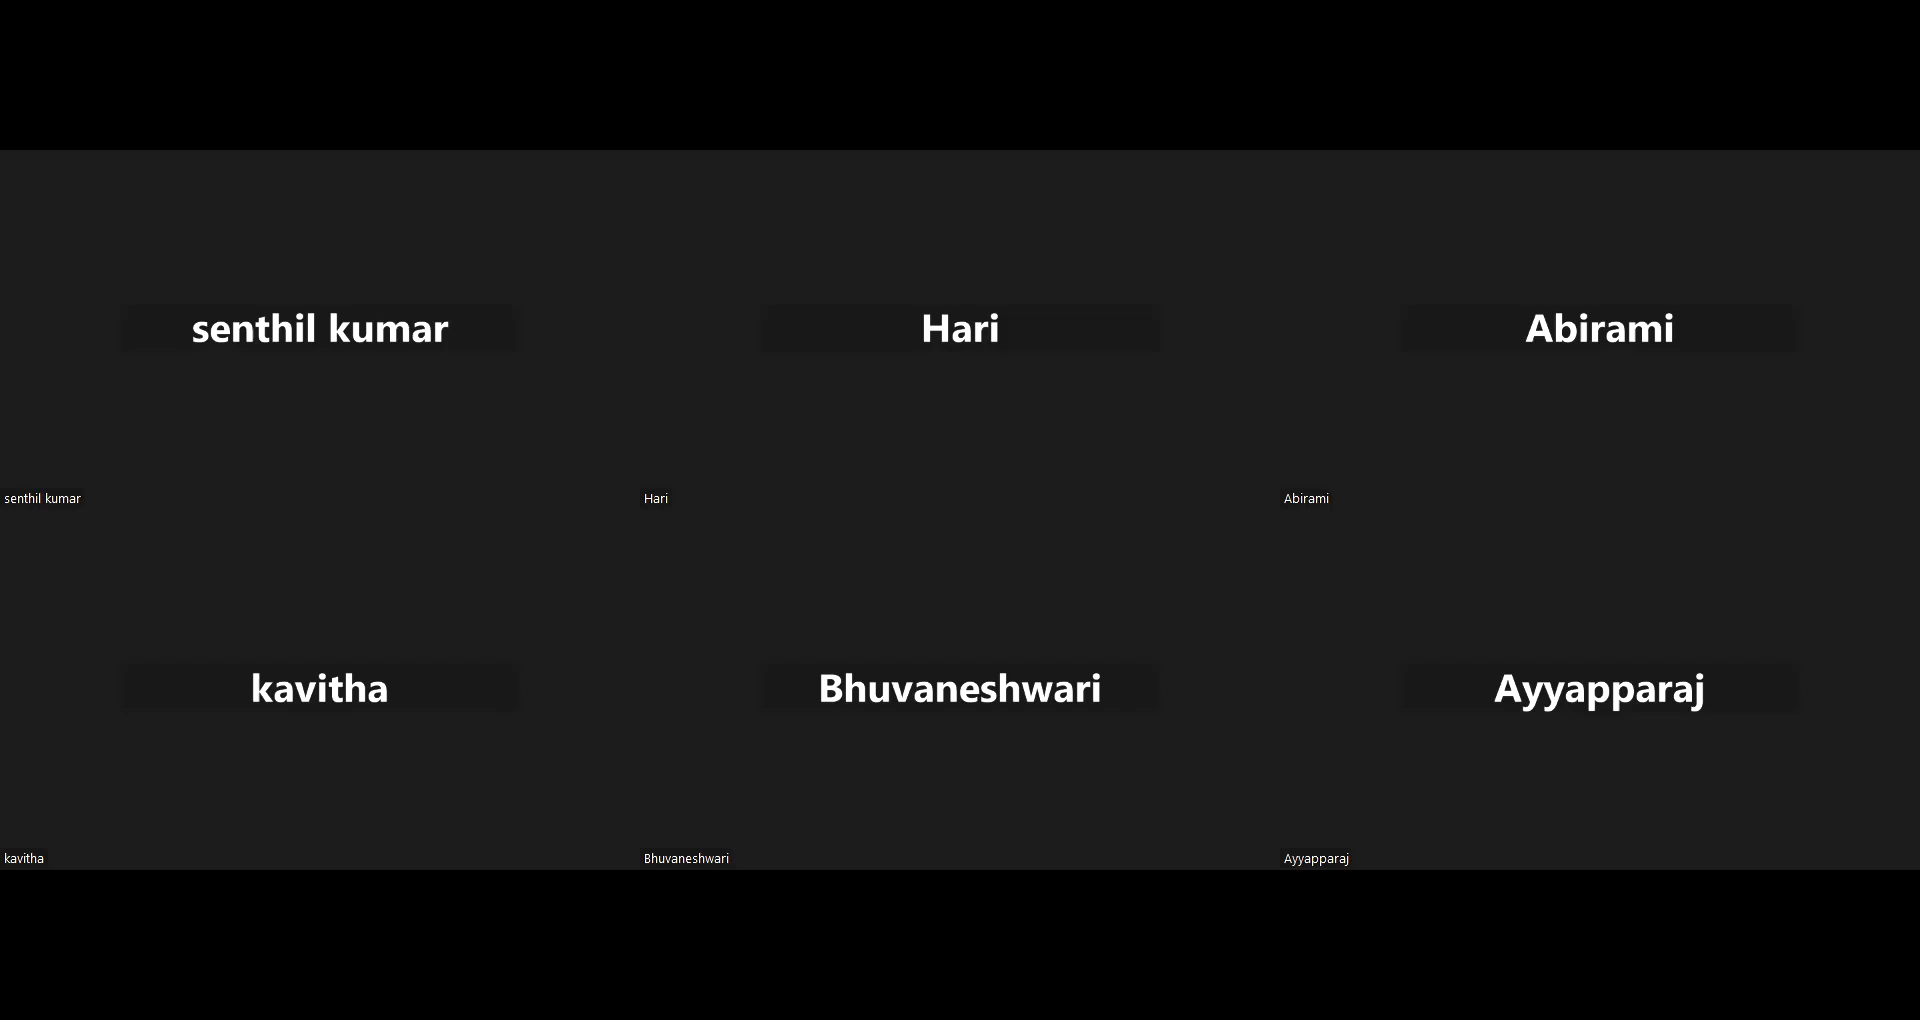 senthil kumar
Hari
Abirami
senthil kumar
Hari
Abirami
kavitha
Bhuvaneshwari
Ayyapparaj
kavitha
Bhuvaneshwari
Ayyapparaj